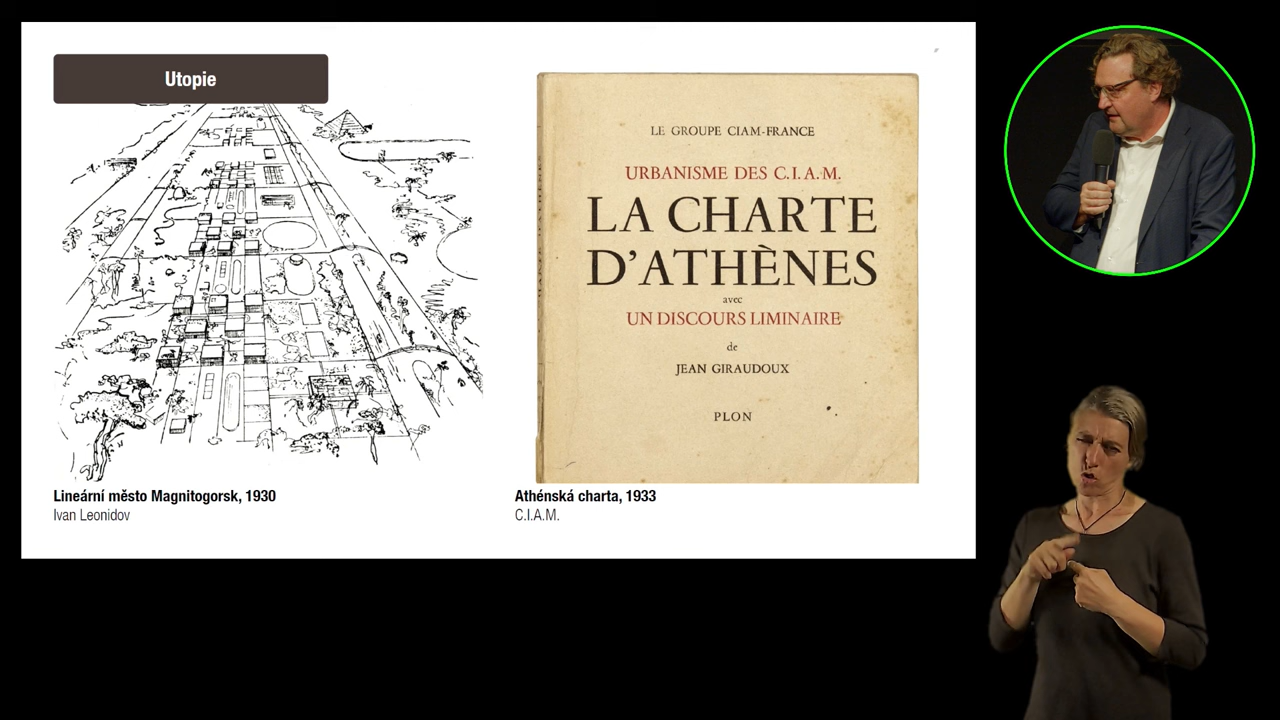 Utopie
LE GROUPE CIAM-FRANCE
URBANISME DES C.I.A.M.
LA CHARTE
D'ATHÈNES
avec
UN DISCOURS LIMINAIRE
de
JEAN GIRAUDOUX
PLON
Lineární město Magnitogorsk, 1930
Ivan Leonidov
Athénská charta, 1933
C.I.A.M.